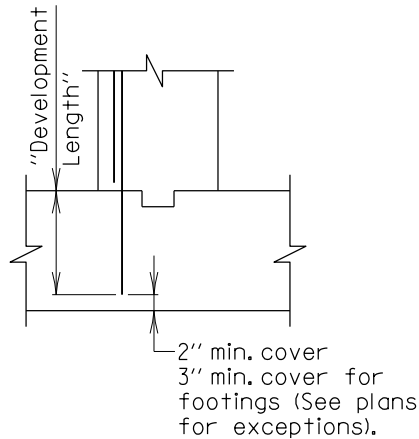 "Development
Length"
2" min. cover
3" min. cover for
footings (See plans
for exceptions).